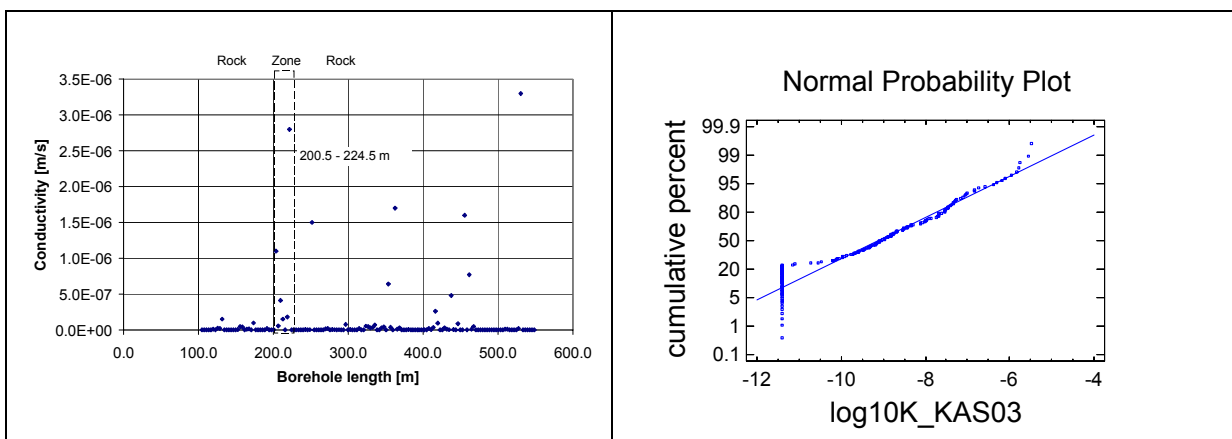 Rock Zone Rock
3.5E-06
3.0E-06
2.5E-06
2.0E-06
1.5E-06
1.0E-06
5.0E-07
0.0E+00
Conductivity [m/s]
200.5 - 224.5 m
0.0 100.0 200.0 300.0 400.0 500.0 600.0
Borehole length [m]
Normal Probability Plot
cumulative percent
99.9
99
95
80
50
20
5
1
0.1
-12 -10 -8 -6 -4
log10K_KAS03